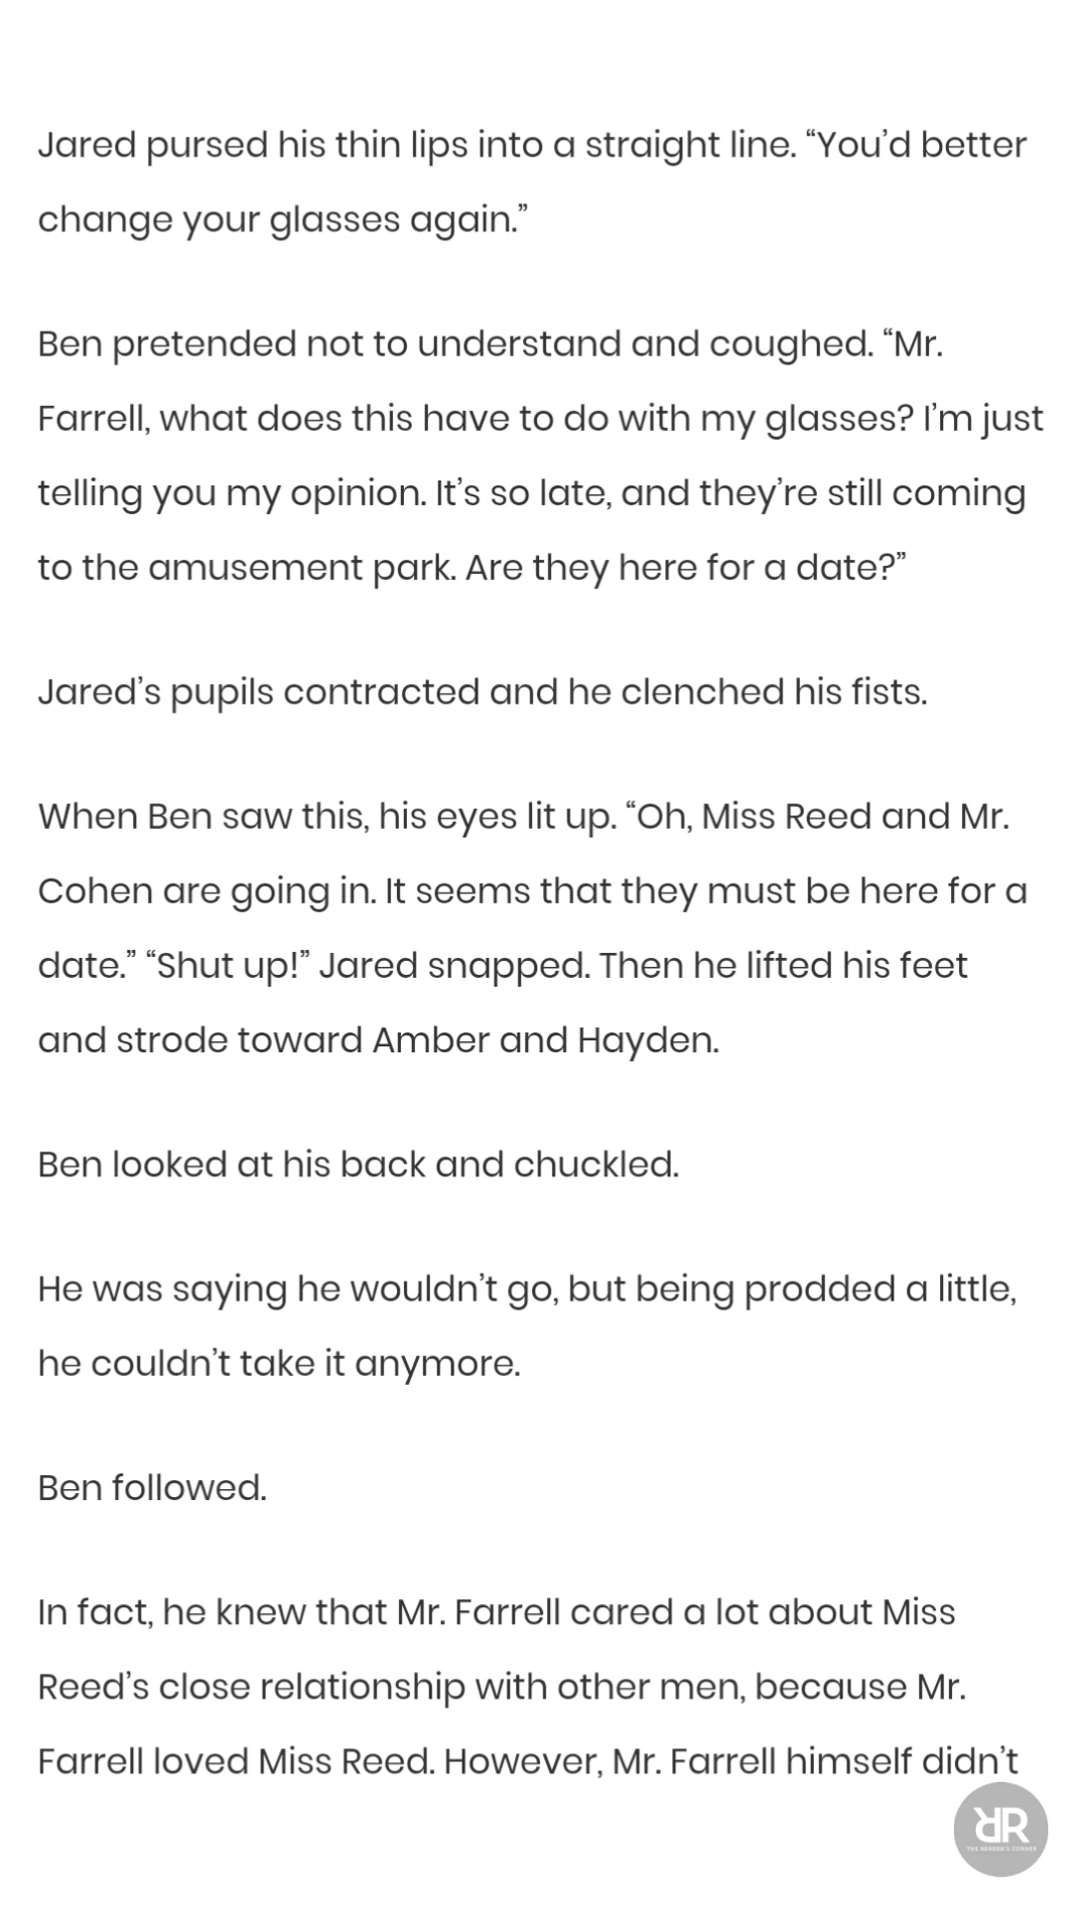 Jared pursed his thin lips into a straight line. “You’d better
change your glasses again.”
Ben pretended not to understand and coughed. “Mr.
Farrell, what does this have to do with my glasses? I’m just
telling you my opinion. It’s so late, and they’re still coming
to the amusement park. Are they here for a date?”
Jared’s pupils contracted and he clenched his fists.
When Ben saw this, his eyes lit up. “Oh, Miss Reed and Mr.
Cohen are going in. It seems that they must be here for a
date.” “Shut up!” Jared snapped. Then he lifted his feet
and strode toward Amber and Hayden.
Ben looked at his back and chuckled.
He was saying he wouldn’t go, but being prodded a little,
he couldn’t take it anymore.
Ben followed.
In fact, he knew that Mr. Farrell cared a lot about Miss
Reed’s close relationship with other men, because Mr.
Farrell loved Miss Reed. However, Mr. Farrell himself didn’t
RR
THE READER'S CORNER